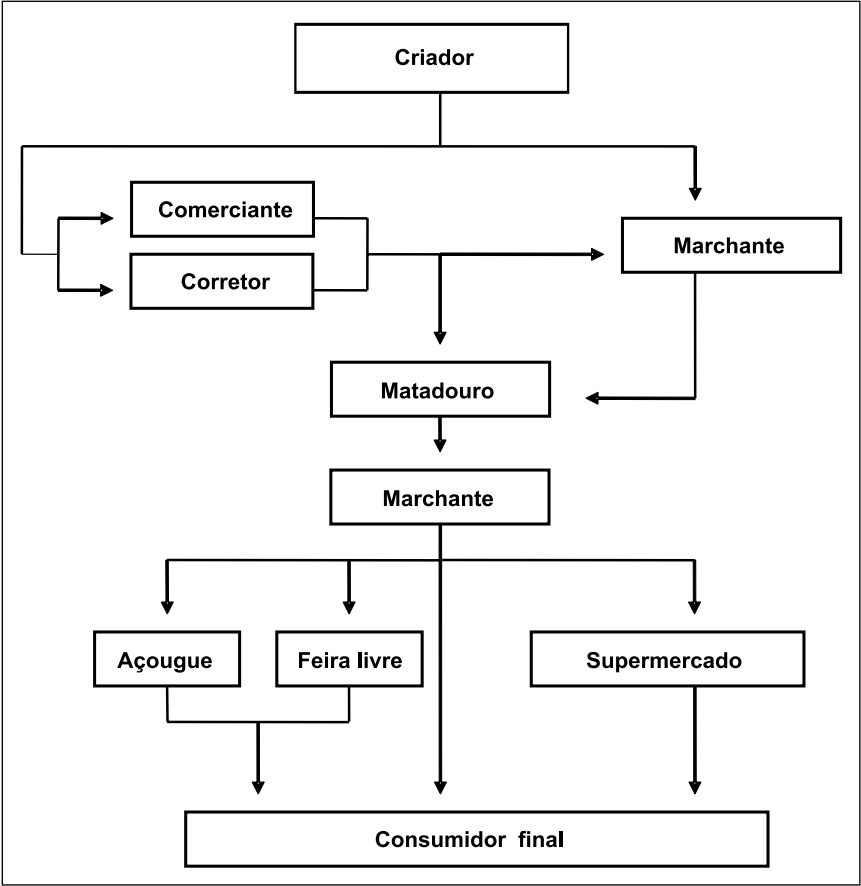 Criador
Comerciante
Marchante
Corretor
Matadouro
Marchante
Açougue
Feira livre
Supermercado
Consumidor final